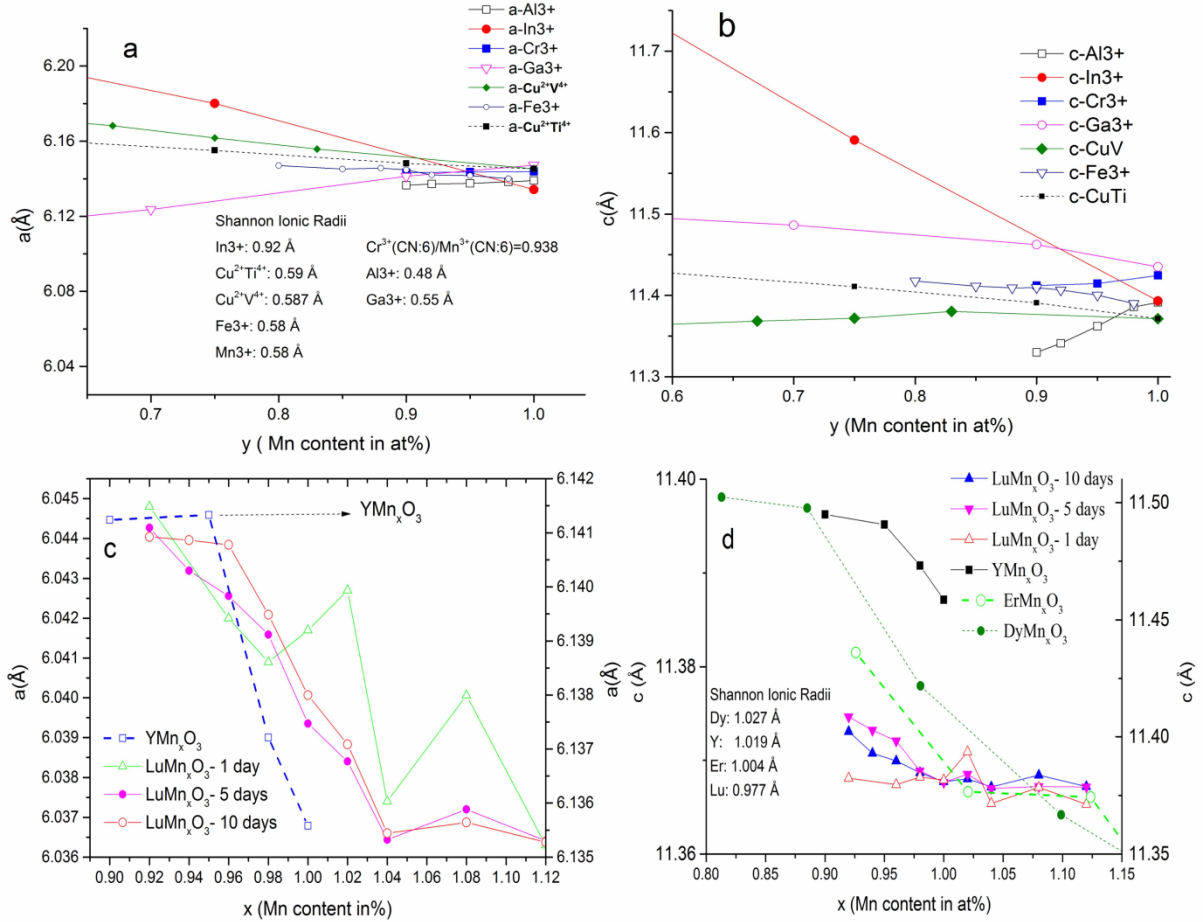 a
a-Al3+
a-In3+
a-Cr3+
a-Ga3+
a-Cu²⁺V⁴⁺
a-Fe3+
a-Cu²⁺Ti⁴⁺
6.20
6.16
6.12
6.08
6.04
a(Å)
Shannon Ionic Radii
In3+: 0.92 Å
Cr³⁺(CN:6)/Mn³⁺(CN:6)=0.938
Cu²⁺Ti⁴⁺: 0.59 Å
Al3+: 0.48 Å
Cu²⁺V⁴⁺: 0.587 Å
Ga3+: 0.55 Å
Fe3+: 0.58 Å
Mn3+: 0.58 Å
0.7 0.8 0.9 1.0
y ( Mn content in at%)
b
c-Al3+
c-In3+
c-Cr3+
c-Ga3+
c-CuV
c-Fe3+
c-CuTi
11.7
11.6
11.5
11.4
11.3
c(Å)
0.6 0.7 0.8 0.9 1.0
y (Mn content in at%)
c
YMnₓO₃
6.045
6.044
6.043
6.042
6.041
6.040
6.039
6.038
6.037
6.036
a(Å)
6.142
6.141
6.140
6.139
6.138
6.137
6.136
6.135
a(Å)
YMnₓO₃
LuMnₓO₃- 1 day
LuMnₓO₃- 5 days
LuMnₓO₃- 10 days
0.90 0.92 0.94 0.96 0.98 1.00 1.02 1.04 1.06 1.08 1.10 1.12
x (Mn content in%)
d
LuMnₓO₃- 10 days
LuMnₓO₃- 5 days
LuMnₓO₃- 1 day
YMnₓO₃
ErMnₓO₃
DyMnₓO₃
11.40
11.38
11.36
c (Å)
11.50
11.45
11.40
11.35
c (Å)
Shannon Ionic Radii
Dy: 1.027 Å
Y: 1.019 Å
Er: 1.004 Å
Lu: 0.977 Å
0.80 0.85 0.90 0.95 1.00 1.05 1.10 1.15
x (Mn content in at%)